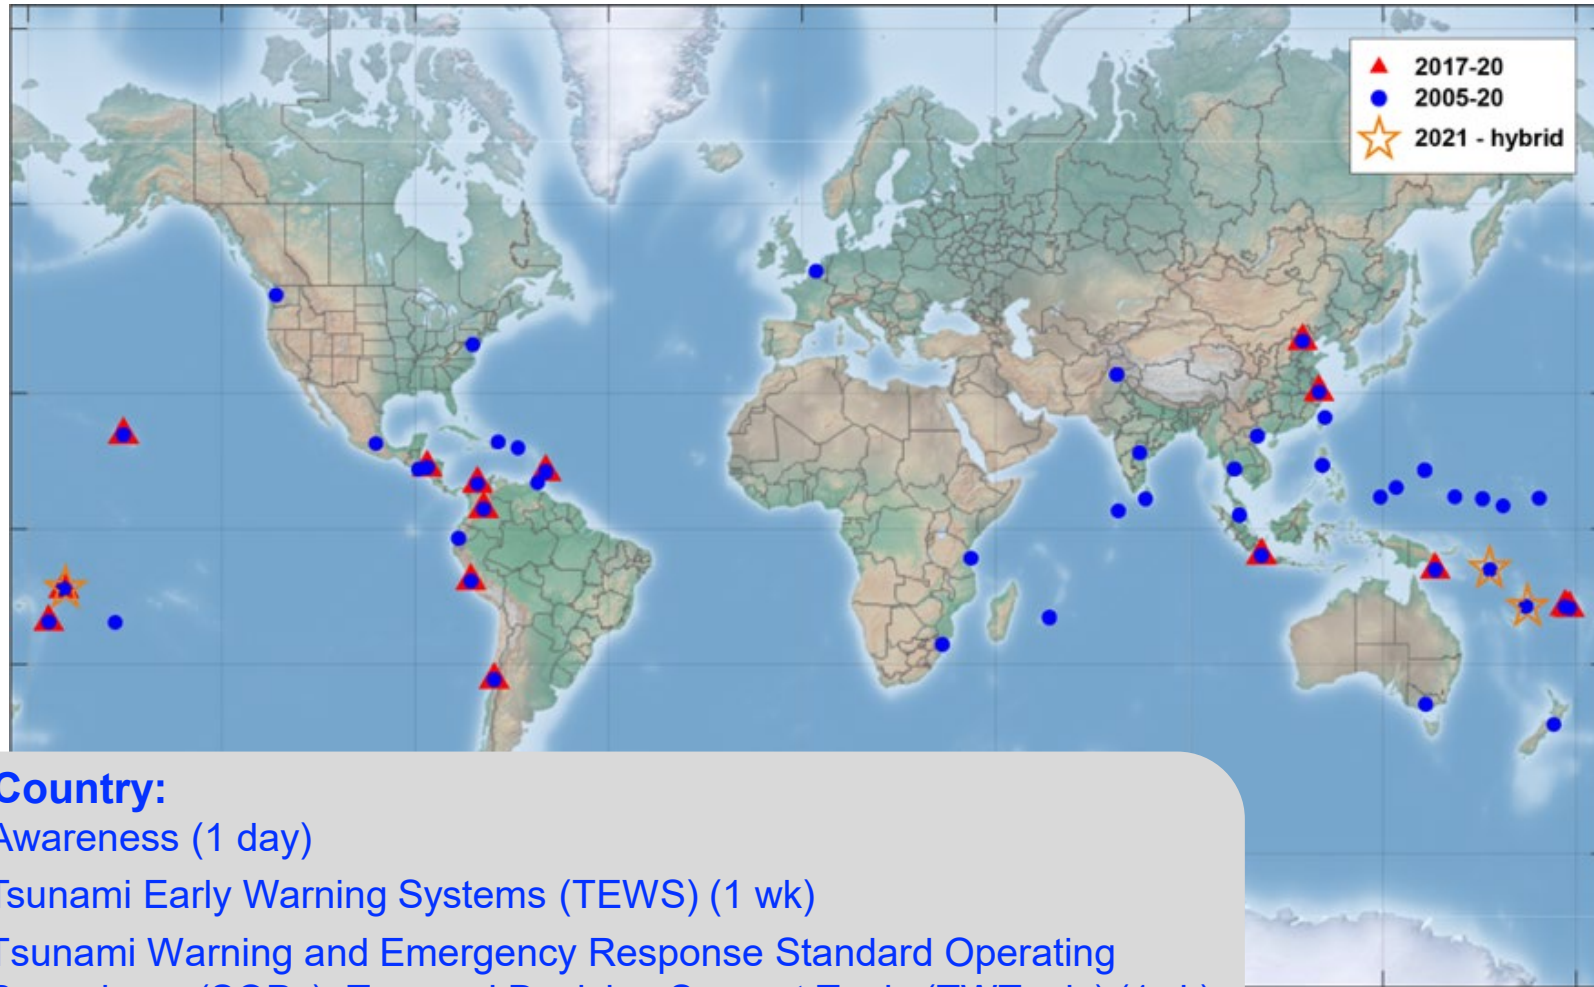 2017-20
2005-20
2021 - hybrid
Country:
Awareness (1 day)
Tsunami Early Warning Systems (TEWS) (1 wk)
Tsunami Warning and Emergency Response Standard Operating